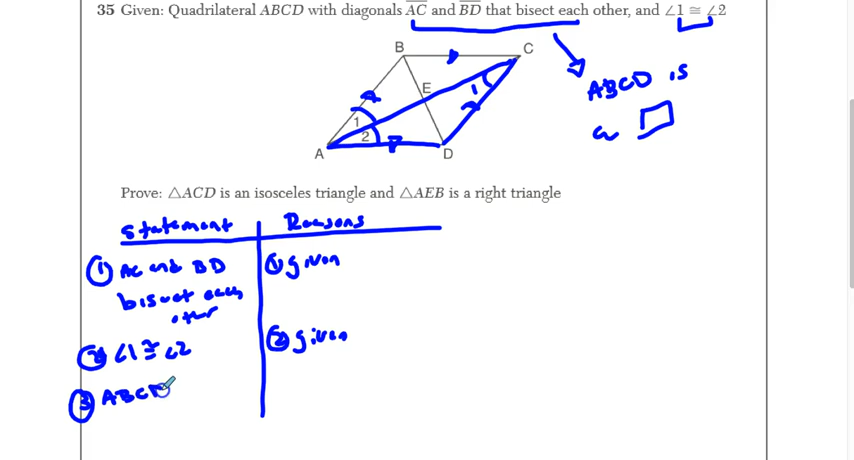 35 Given: Quadrilateral ABCD with diagonals AC and BD that bisect each other, and ∠1 ≅ ∠2
ABCD is
a ▱
B
C
E
1
1
2
A
D
Prove: △ACD is an isosceles triangle and △AEB is a right triangle
Statement Reasons
① AC and BD ① given
bisect each
other
② ∠1 ≅ ∠2 ② given
③ ABCD